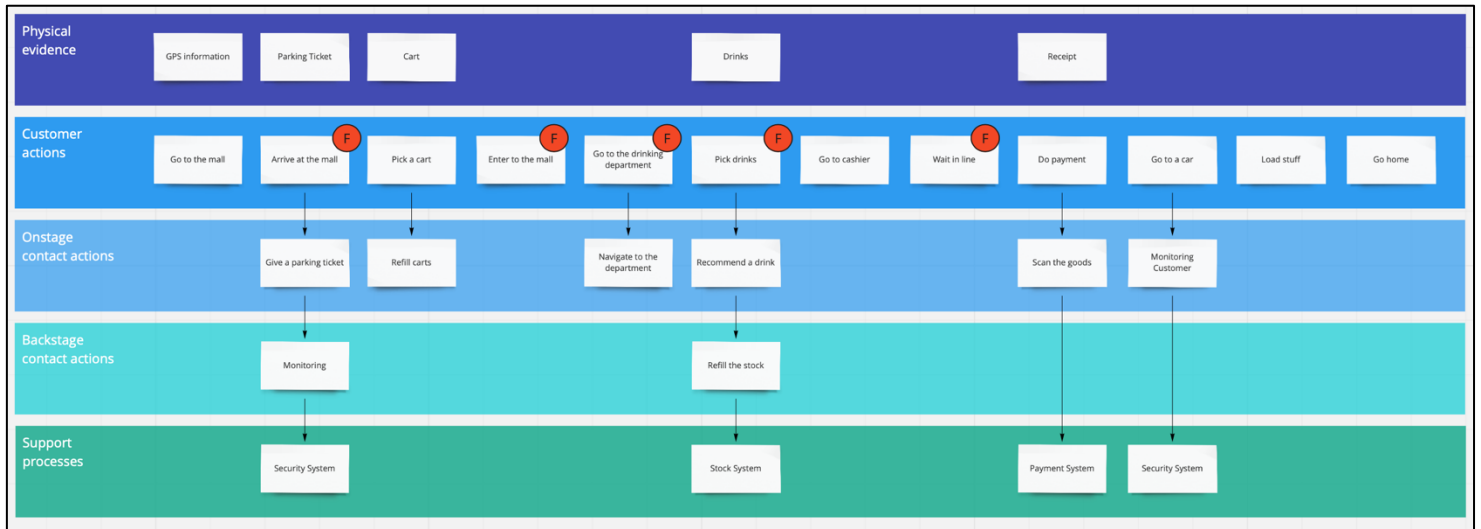 Physical
evidence
GPS information
Parking Ticket
Cart
Drinks
Receipt
Customer
actions
Go to the mall
Arrive at the mall
F
Pick a cart
Enter to the mall
F
Go to the drinking
department
F
Pick drinks
F
Go to cashier
Wait in line
F
Do payment
Go to a car
Load stuff
Go home
Onstage
contact actions
Give a parking ticket
Refill carts
Navigate to the
department
Recommend a drink
Scan the goods
Monitoring
Customer
Backstage
contact actions
Monitoring
Refill the stock
Support
processes
Security System
Stock System
Payment System
Security System